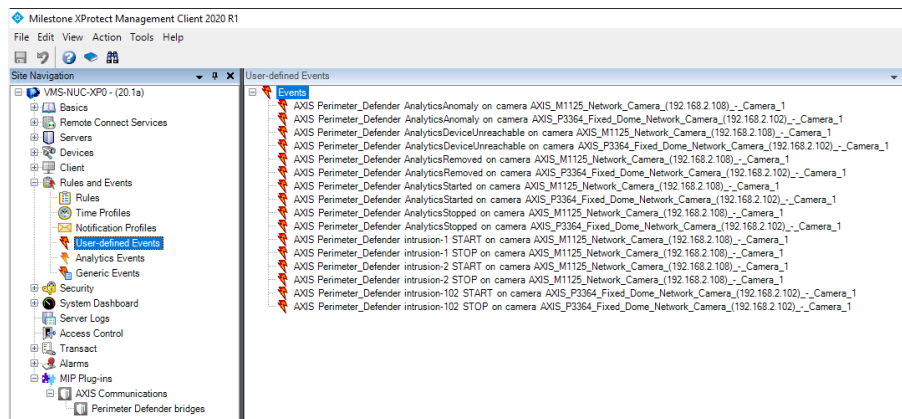 Milestone XProtect Management Client 2020 R1
File Edit View Action Tools Help
Site Navigation
VMS-NUC-XP0 - (20.1a)
Basics
Remote Connect Services
Servers
Devices
Client
Rules and Events
Rules
Time Profiles
Notification Profiles
User-defined Events
Analytics Events
Generic Events
Security
System Dashboard
Server Logs
Access Control
Transact
Alarms
MIP Plug-ins
AXIS Communications
Perimeter Defender bridges
User-defined Events
Events
AXIS Perimeter_Defender AnalyticsAnomaly on camera AXIS_M1125_Network_Camera_(192.168.2.108)_-_Camera_1
AXIS Perimeter_Defender AnalyticsAnomaly on camera AXIS_P3364_Fixed_Dome_Network_Camera_(192.168.2.102)_-_Camera_1
AXIS Perimeter_Defender AnalyticsDeviceUnreachable on camera AXIS_M1125_Network_Camera_(192.168.2.108)_-_Camera_1
AXIS Perimeter_Defender AnalyticsDeviceUnreachable on camera AXIS_P3364_Fixed_Dome_Network_Camera_(192.168.2.102)_-_Camera_1
AXIS Perimeter_Defender AnalyticsRemoved on camera AXIS_M1125_Network_Camera_(192.168.2.108)_-_Camera_1
AXIS Perimeter_Defender AnalyticsRemoved on camera AXIS_P3364_Fixed_Dome_Network_Camera_(192.168.2.102)_-_Camera_1
AXIS Perimeter_Defender AnalyticsStarted on camera AXIS_M1125_Network_Camera_(192.168.2.108)_-_Camera_1
AXIS Perimeter_Defender AnalyticsStarted on camera AXIS_P3364_Fixed_Dome_Network_Camera_(192.168.2.102)_-_Camera_1
AXIS Perimeter_Defender AnalyticsStopped on camera AXIS_M1125_Network_Camera_(192.168.2.108)_-_Camera_1
AXIS Perimeter_Defender AnalyticsStopped on camera AXIS_P3364_Fixed_Dome_Network_Camera_(192.168.2.102)_-_Camera_1
AXIS Perimeter_Defender intrusion-1 START on camera AXIS_M1125_Network_Camera_(192.168.2.108)_-_Camera_1
AXIS Perimeter_Defender intrusion-1 STOP on camera AXIS_M1125_Network_Camera_(192.168.2.108)_-_Camera_1
AXIS Perimeter_Defender intrusion-2 START on camera AXIS_M1125_Network_Camera_(192.168.2.108)_-_Camera_1
AXIS Perimeter_Defender intrusion-2 STOP on camera AXIS_M1125_Network_Camera_(192.168.2.108)_-_Camera_1
AXIS Perimeter_Defender intrusion-102 START on camera AXIS_P3364_Fixed_Dome_Network_Camera_(192.168.2.102)_-_Camera_1
AXIS Perimeter_Defender intrusion-102 STOP on camera AXIS_P3364_Fixed_Dome_Network_Camera_(192.168.2.102)_-_Camera_1